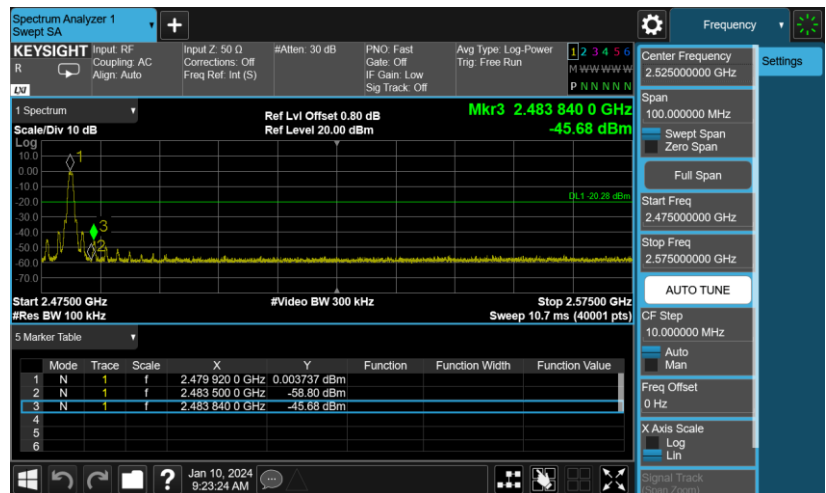 Spectrum Analyzer 1
Swept SA
Frequency
KEYSIGHT Input: RF Input Z: 50 Ω #Atten: 30 dB PNO: Fast Avg Type: Log-Power 1 2 3 4 5 6
R Coupling: AC Corrections: Off Gate: Off Trig: Free Run M W W W W W
Align: Auto Freq Ref: Int (S) IF Gain: Low
LXI Sig Track: Off P N N N N N
1 Spectrum
Scale/Div 10 dB
Ref Lvl Offset 0.80 dB
Ref Level 20.00 dBm
Mkr3 2.483 840 0 GHz
-45.68 dBm
Log
10.0
0.00
-10.0
-20.0
-30.0
-40.0
-50.0
-60.0
-70.0
1
3
2
DL1 -20.28 dBm
Start 2.47500 GHz #Video BW 300 kHz Stop 2.57500 GHz
#Res BW 100 kHz Sweep 10.7 ms (40001 pts)
5 Marker Table
Mode Trace Scale X Y Function Function Width Function Value
1 N 1 f 2.479 920 0 GHz 0.003737 dBm
2 N 1 f 2.483 500 0 GHz -58.80 dBm
3 N 1 f 2.483 840 0 GHz -45.68 dBm
4
5
6
?
Jan 10, 2024
9:23:24 AM
Center Frequency
2.525000000 GHz
Settings
Span
100.000000 MHz
Swept Span
Zero Span
Full Span
Start Freq
2.475000000 GHz
Stop Freq
2.575000000 GHz
AUTO TUNE
CF Step
10.000000 MHz
Auto
Man
Freq Offset
0 Hz
X Axis Scale
Log
Lin
Signal Track
(Span Zoom)